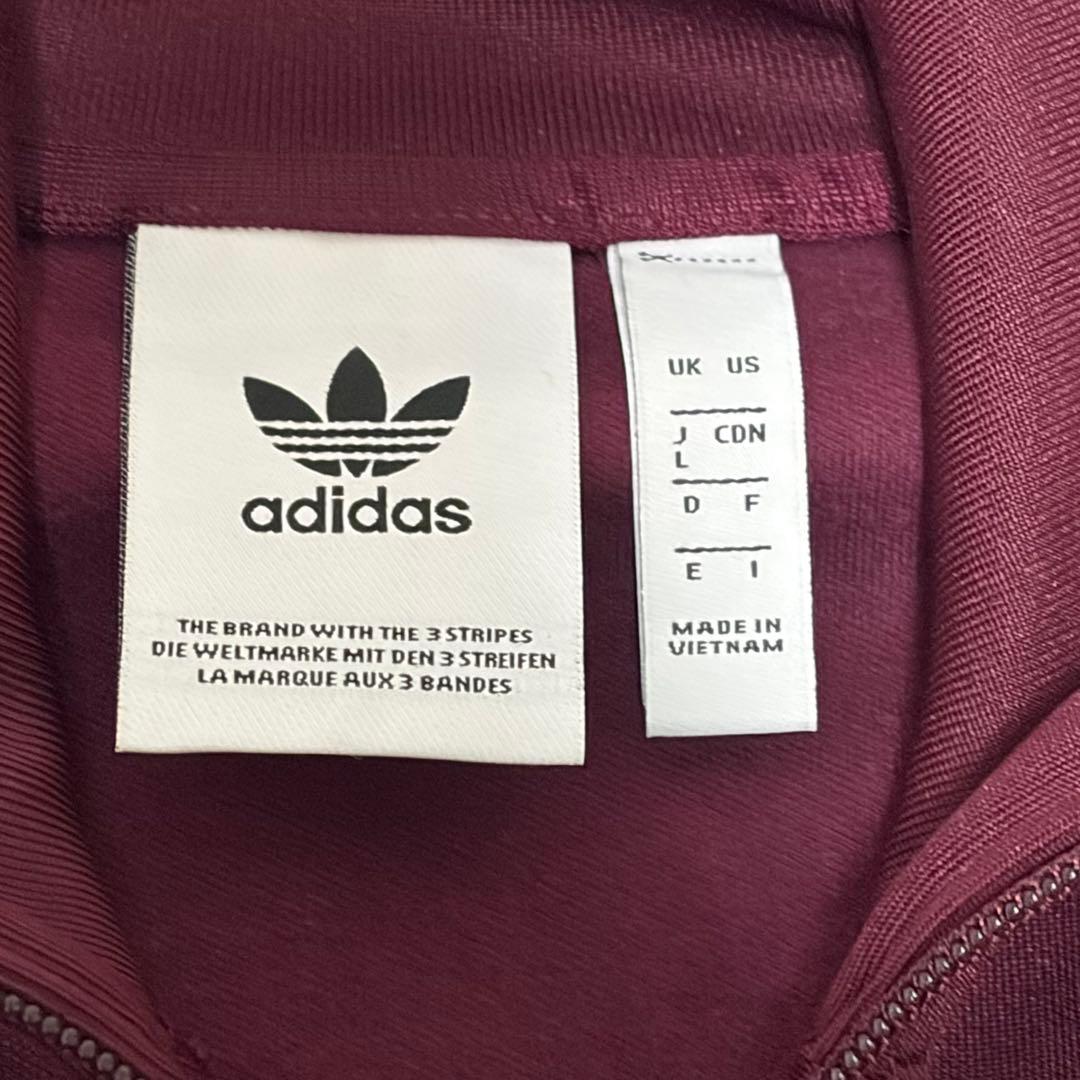 adidas
THE BRAND WITH THE 3 STRIPES
DIE WELTMARKE MIT DEN 3 STREIFEN
LA MARQUE AUX 3 BANDES
UK US
J CDN
L
D F
E I
MADE IN
VIETNAM